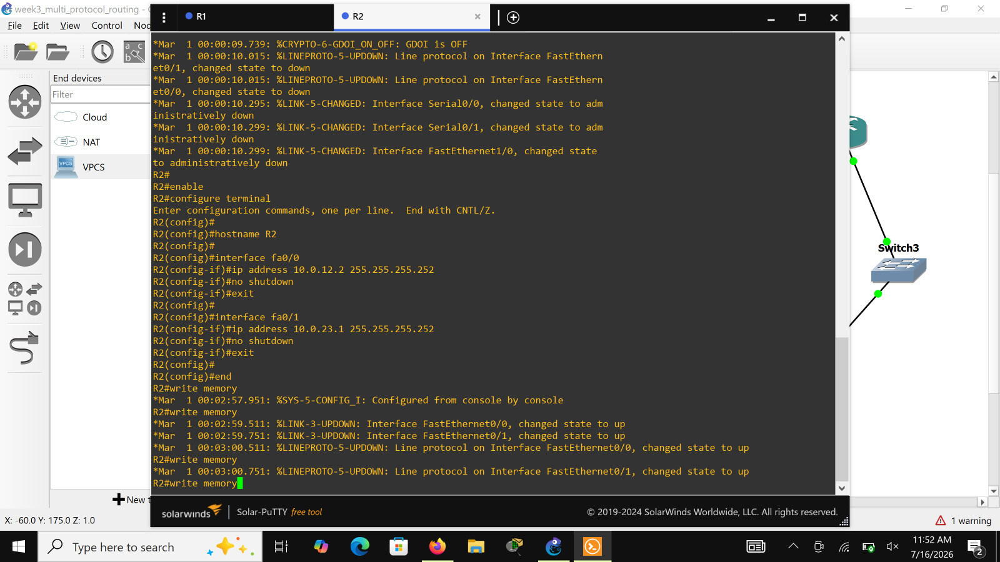 week3_multi_protocol_routing - G
File Edit View Control Nod
End devices
Filter
Cloud
NAT
VPCS
VPCS
New t
X: -60.0 Y: 175.0 Z: 1.0
R1
R2
*Mar  1 00:00:09.739: %CRYPTO-6-GDOI_ON_OFF: GDOI is OFF
*Mar  1 00:00:10.015: %LINEPROTO-5-UPDOWN: Line protocol on Interface FastEthern
et0/1, changed state to down
*Mar  1 00:00:10.015: %LINEPROTO-5-UPDOWN: Line protocol on Interface FastEthern
et0/0, changed state to down
*Mar  1 00:00:10.295: %LINK-5-CHANGED: Interface Serial0/0, changed state to adm
inistratively down
*Mar  1 00:00:10.299: %LINK-5-CHANGED: Interface Serial0/1, changed state to adm
inistratively down
*Mar  1 00:00:10.299: %LINK-5-CHANGED: Interface FastEthernet1/0, changed state
to administratively down
R2#
R2#enable
R2#configure terminal
Enter configuration commands, one per line.  End with CNTL/Z.
R2(config)#
R2(config)#hostname R2
R2(config)#
R2(config)#interface fa0/0
R2(config-if)#ip address 10.0.12.2 255.255.255.252
R2(config-if)#no shutdown
R2(config-if)#exit
R2(config)#
R2(config)#interface fa0/1
R2(config-if)#ip address 10.0.23.1 255.255.255.252
R2(config-if)#no shutdown
R2(config-if)#exit
R2(config)#
R2(config)#end
R2#write memory
*Mar  1 00:02:57.951: %SYS-5-CONFIG_I: Configured from console by console
R2#write memory
*Mar  1 00:02:59.511: %LINK-3-UPDOWN: Interface FastEthernet0/0, changed state to up
*Mar  1 00:02:59.751: %LINK-3-UPDOWN: Interface FastEthernet0/1, changed state to up
*Mar  1 00:03:00.511: %LINEPROTO-5-UPDOWN: Line protocol on Interface FastEthernet0/0, changed state to up
R2#write memory
*Mar  1 00:03:00.751: %LINEPROTO-5-UPDOWN: Line protocol on Interface FastEthernet0/1, changed state to up
R2#write memory
solarwinds | Solar-PuTTY free tool
© 2019-2024 SolarWinds Worldwide, LLC. All rights reserved.
Switch3
1 warning
Type here to search
11:52 AM
7/16/2026
2